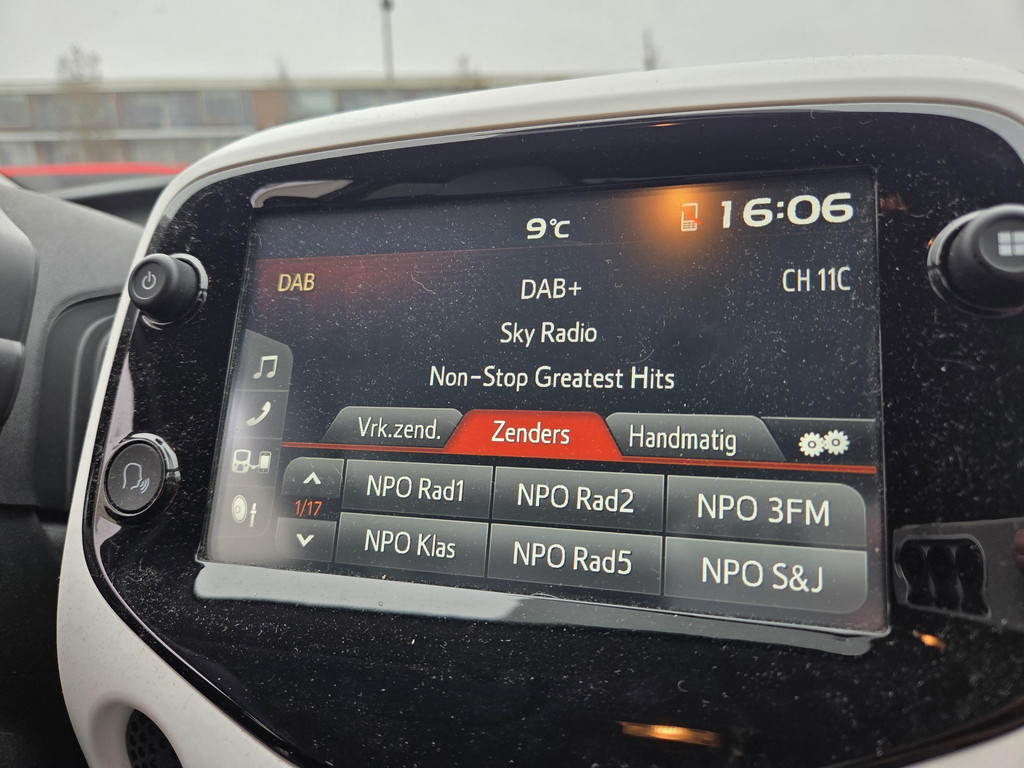 9°C
16:06
DAB
DAB+
CH 11C
Sky Radio
Non-Stop Greatest Hits
Vrk.zend.
Zenders
Handmatig
1/17
NPO Rad1
NPO Rad2
NPO 3FM
NPO Klas
NPO Rad5
NPO S&J